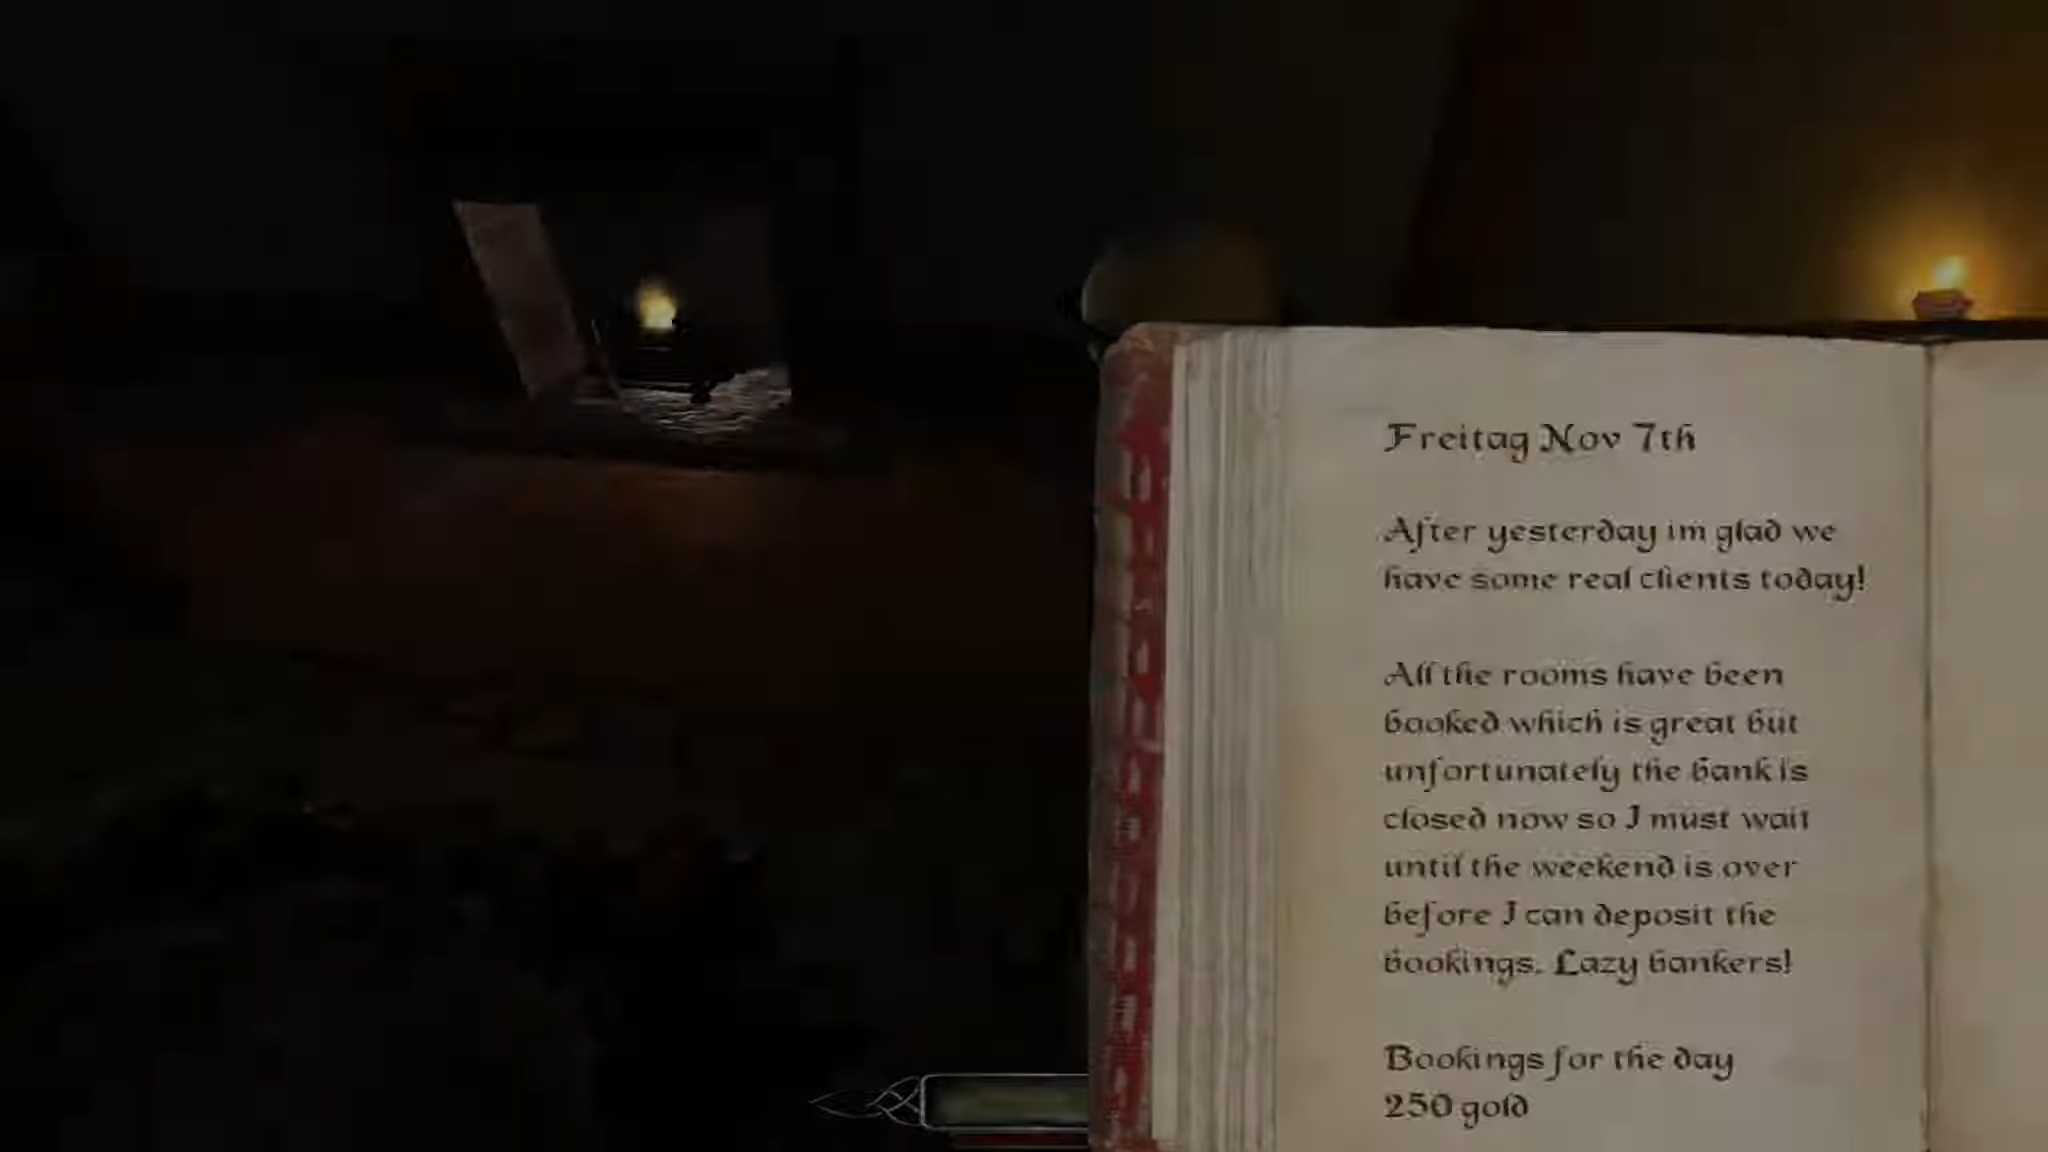 Freitag Nov 7th
After yesterday im glad we
have some real clients today!
All the rooms have been
booked which is great but
unfortunately the bank is
closed now so I must wait
until the weekend is over
before I can deposit the
bookings. Lazy bankers!
Bookings for the day
250 gold